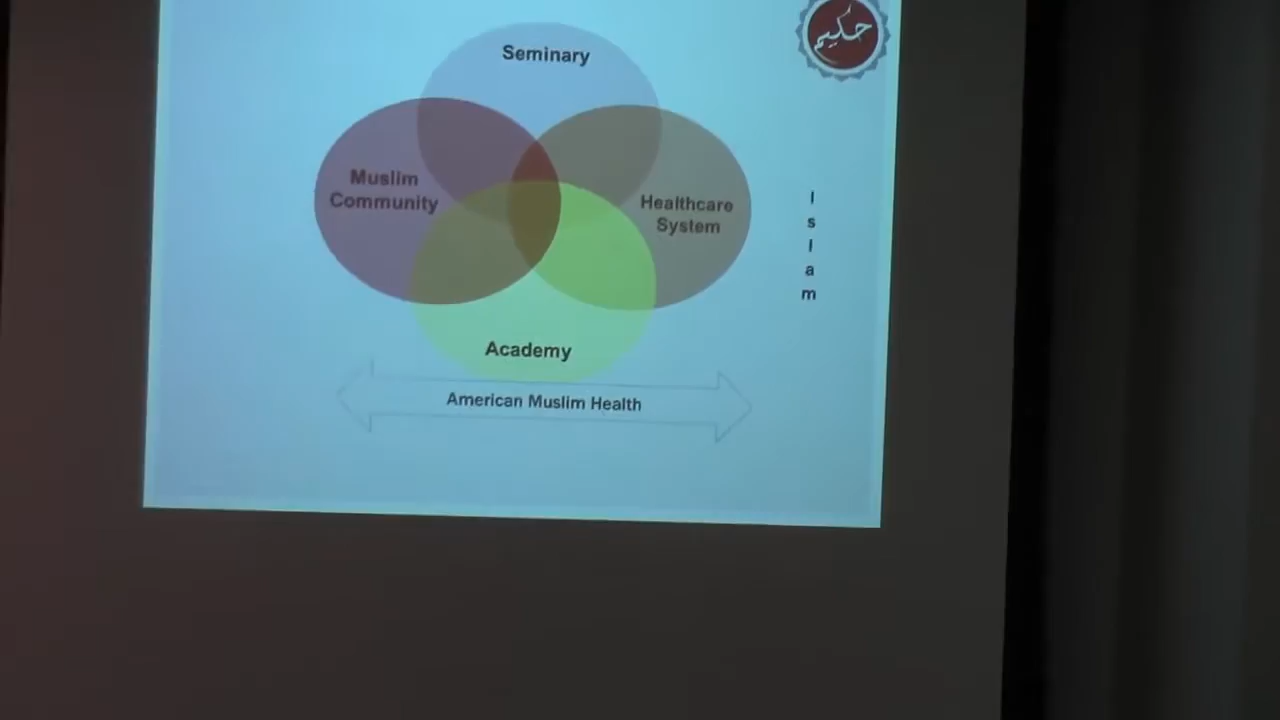 حكيم
Seminary
Muslim
Community
Healthcare
System
I
s
l
a
m
Academy
American Muslim Health